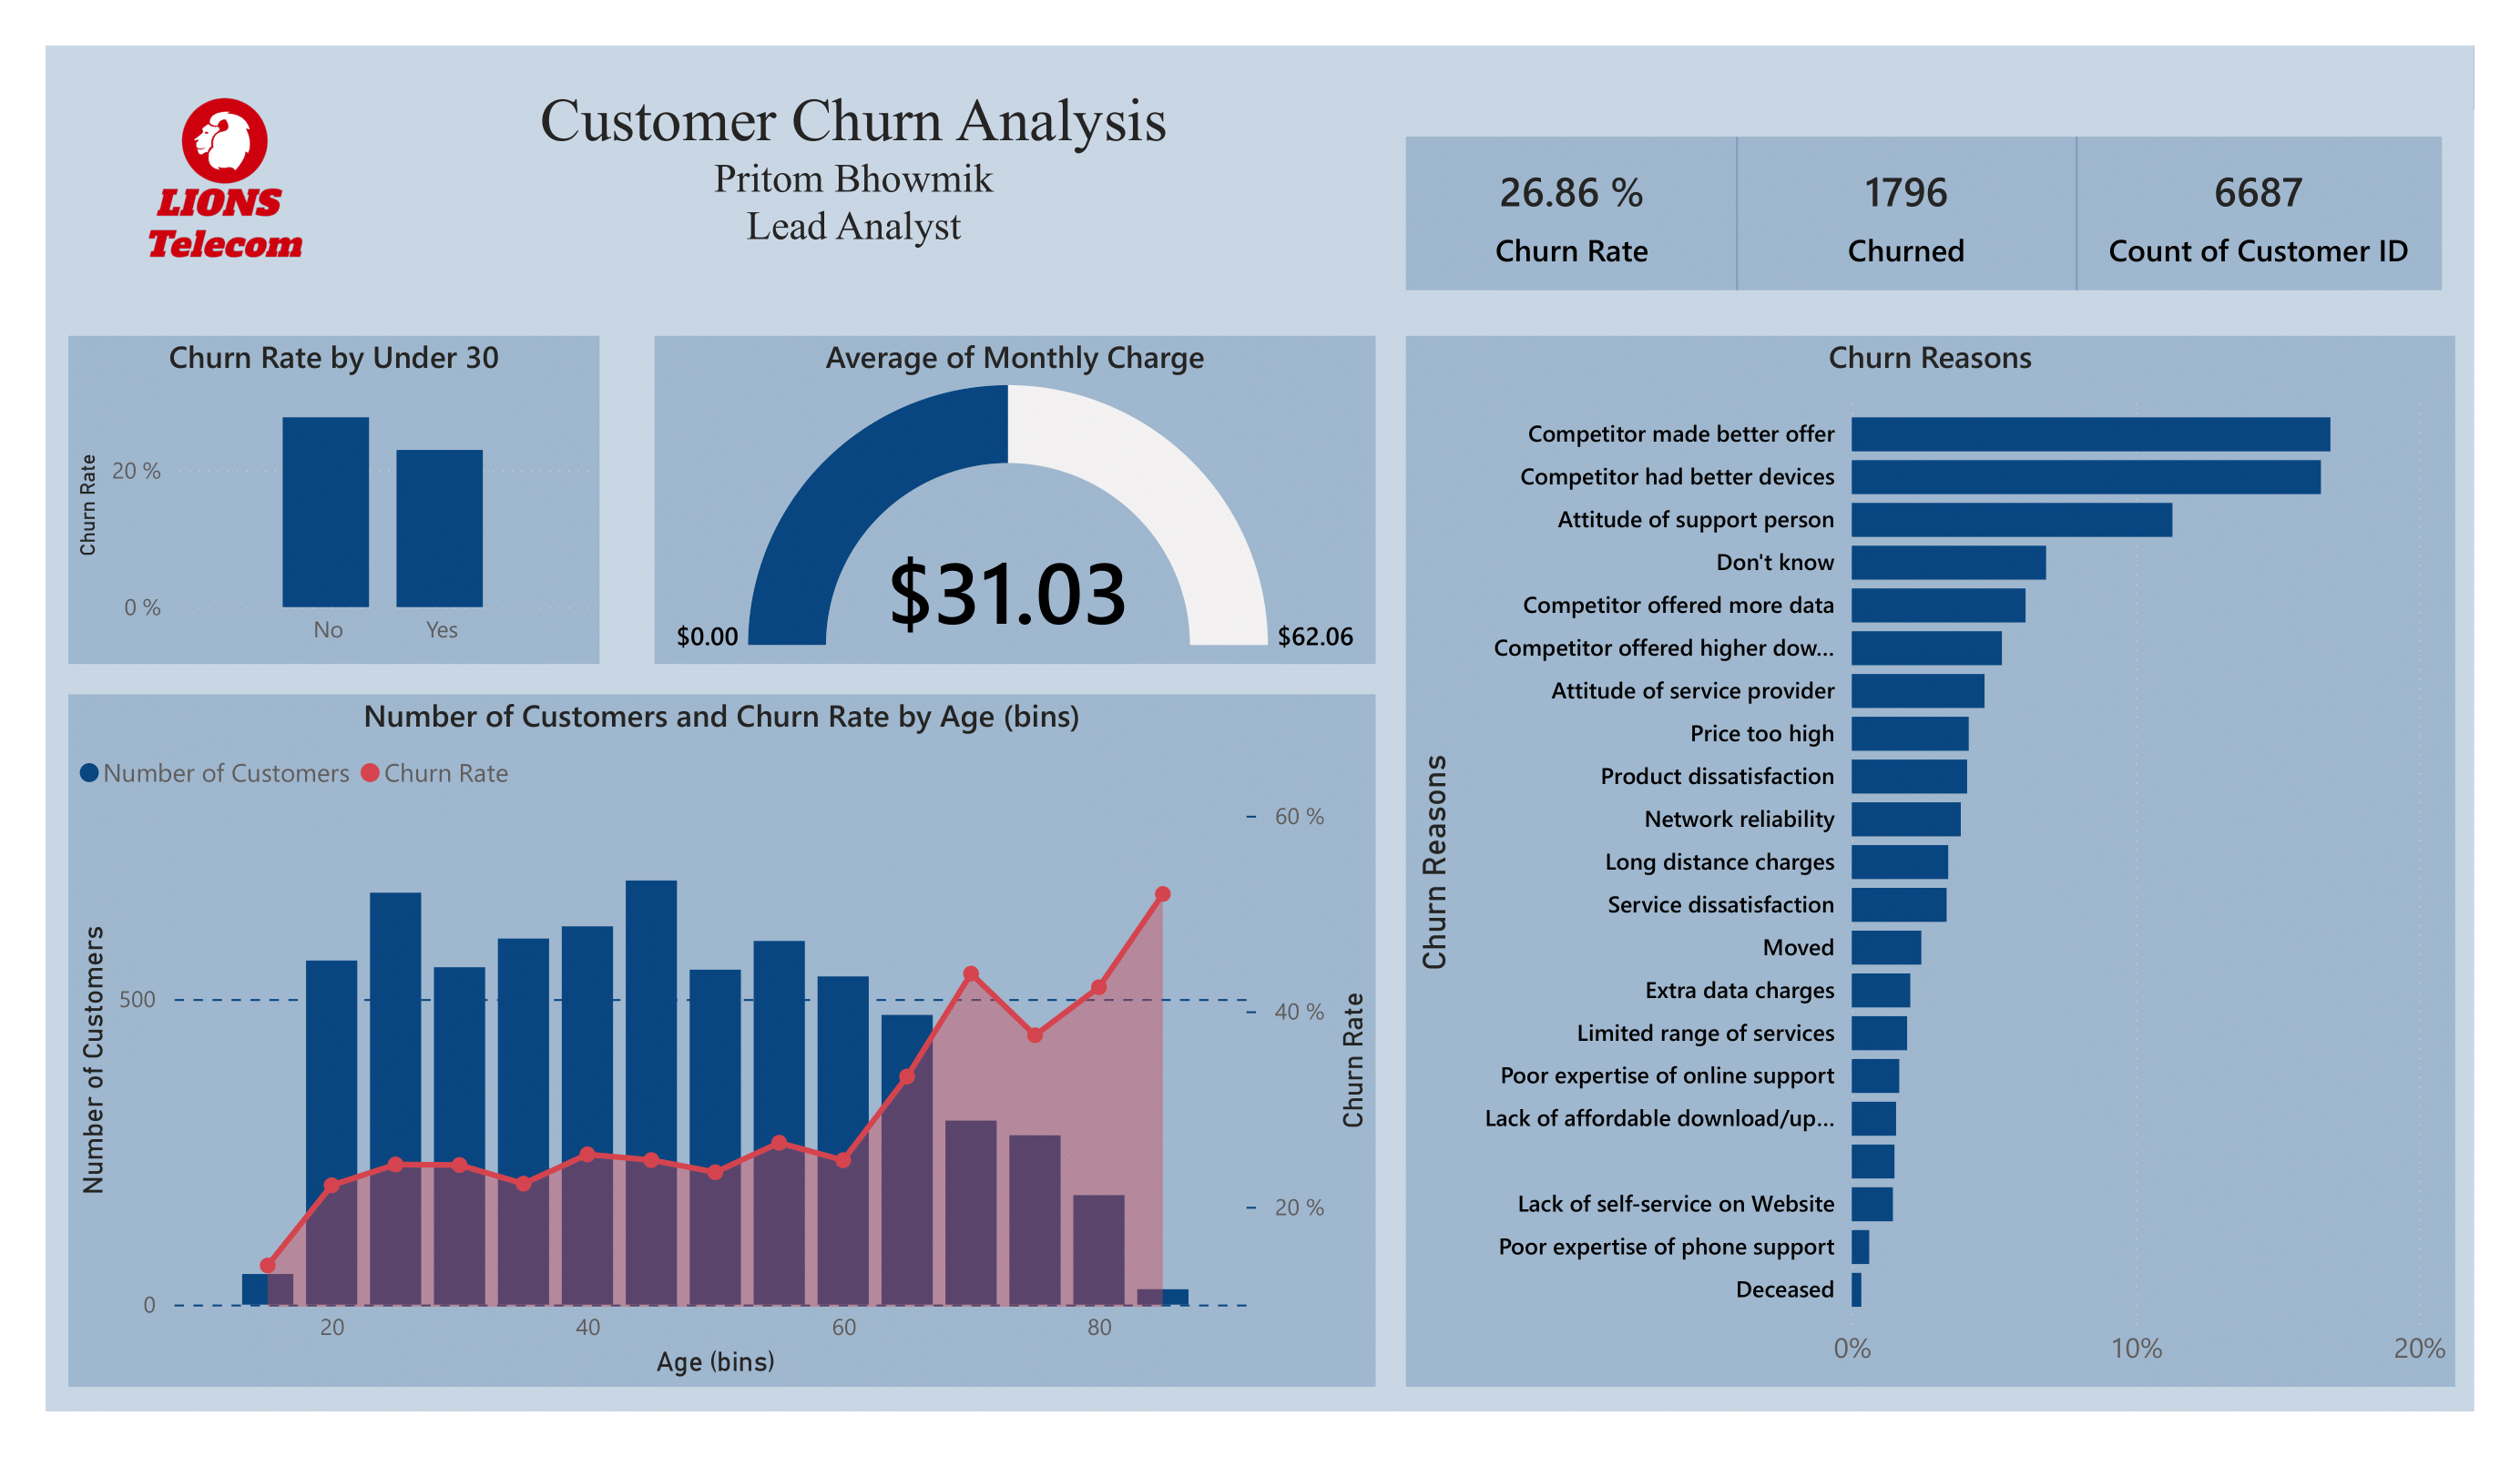 LIONS
Telecom
Customer Churn Analysis
Pritom Bhowmik
Lead Analyst
26.86 %
Churn Rate
1796
Churned
6687
Count of Customer ID
Churn Rate by Under 30
Churn Rate
20 %
0 %
No
Yes
Average of Monthly Charge
$31.03
$0.00
$62.06
Number of Customers and Churn Rate by Age (bins)
Number of Customers
Churn Rate
Number of Customers
500
0
60 %
40 %
20 %
Churn Rate
20
40
60
80
Age (bins)
Churn Reasons
Churn Reasons
Competitor made better offer
Competitor had better devices
Attitude of support person
Don't know
Competitor offered more data
Competitor offered higher dow...
Attitude of service provider
Price too high
Product dissatisfaction
Network reliability
Long distance charges
Service dissatisfaction
Moved
Extra data charges
Limited range of services
Poor expertise of online support
Lack of affordable download/up...
Lack of self-service on Website
Poor expertise of phone support
Deceased
0%
10%
20%